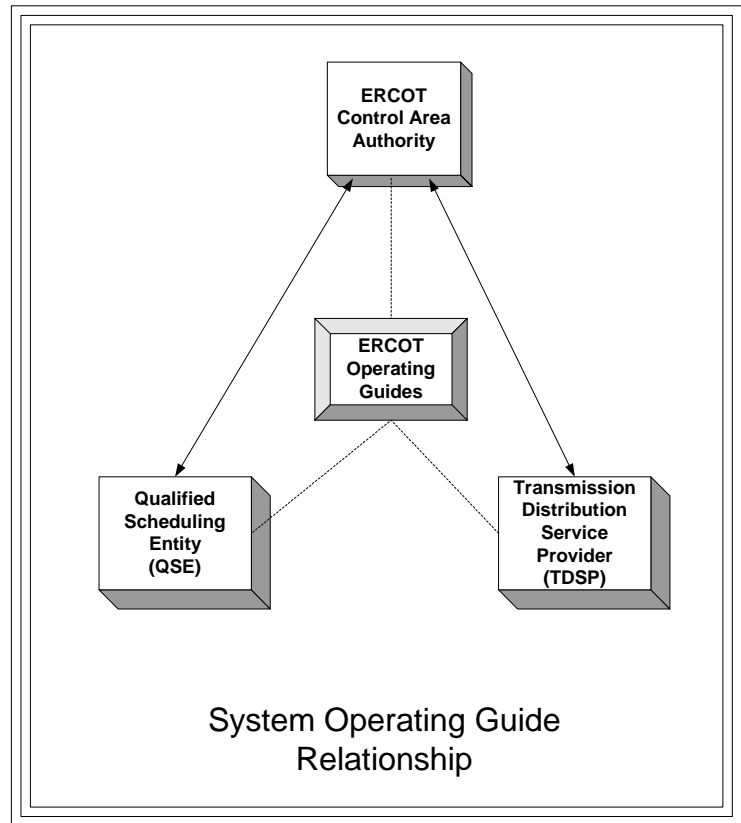 ERCOT
Control Area
Authority
ERCOT
Operating
Guides
Qualified
Scheduling
Entity
(QSE)
Transmission
Distribution
Service
Provider
(TDSP)
System Operating Guide
Relationship